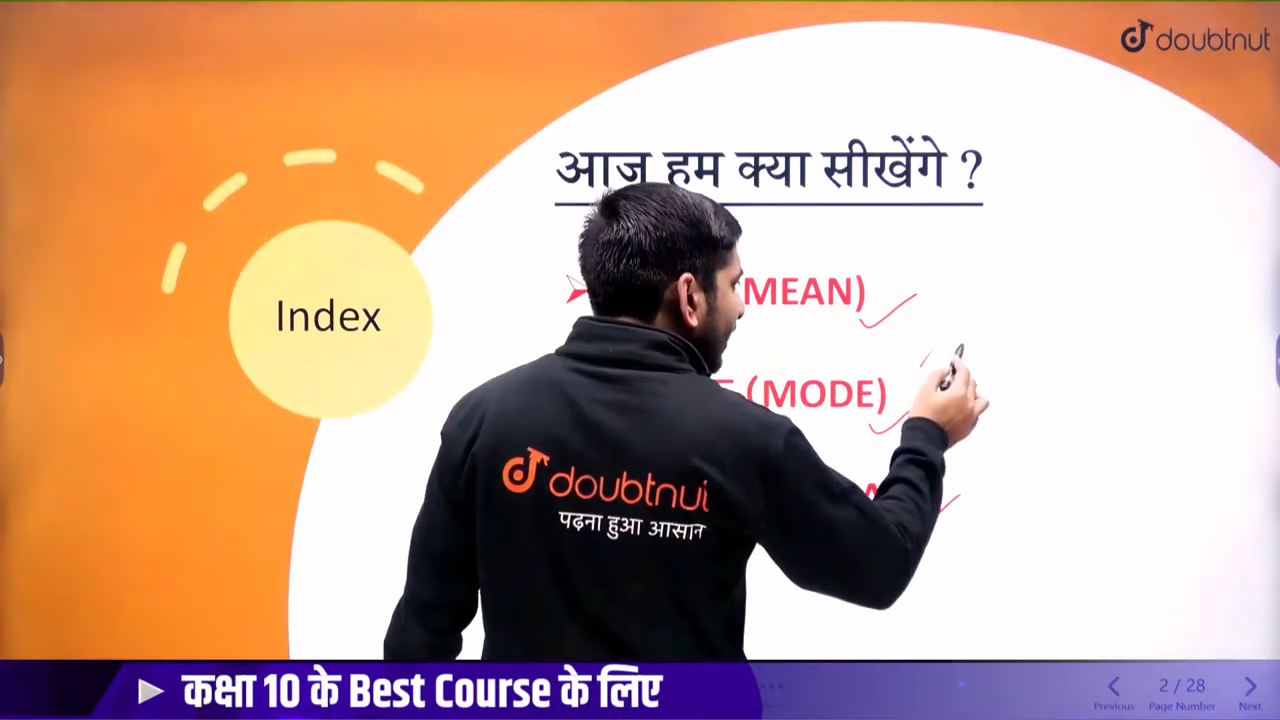 doubtnut
आज हम क्या सीखेंगे ?
Index
(MEAN)
(MODE)
doubtnut
पढ़ना हुआ आसान
कक्षा 10 के Best Course के लिए
2 / 28
Previous Page Number Next